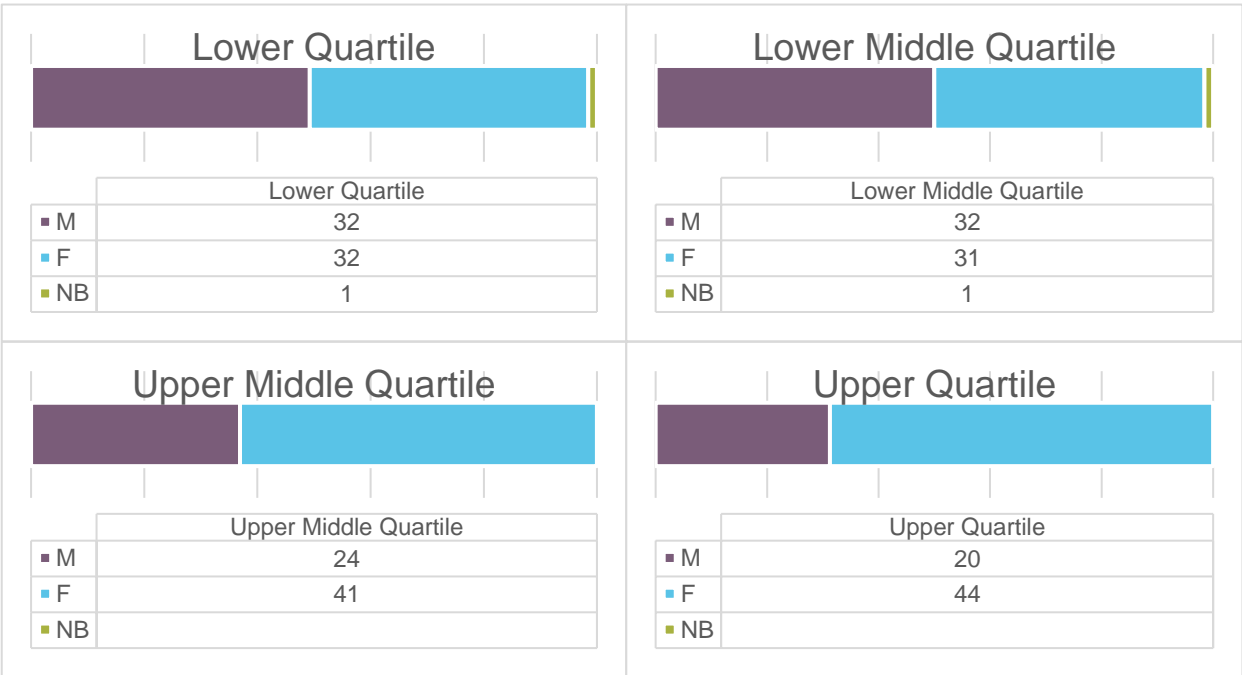 Lower Quartile
Lower Quartile
M 32
F 32
NB 1
Lower Middle Quartile
Lower Middle Quartile
M 32
F 31
NB 1
Upper Middle Quartile
Upper Middle Quartile
M 24
F 41
NB
Upper Quartile
Upper Quartile
M 20
F 44
NB